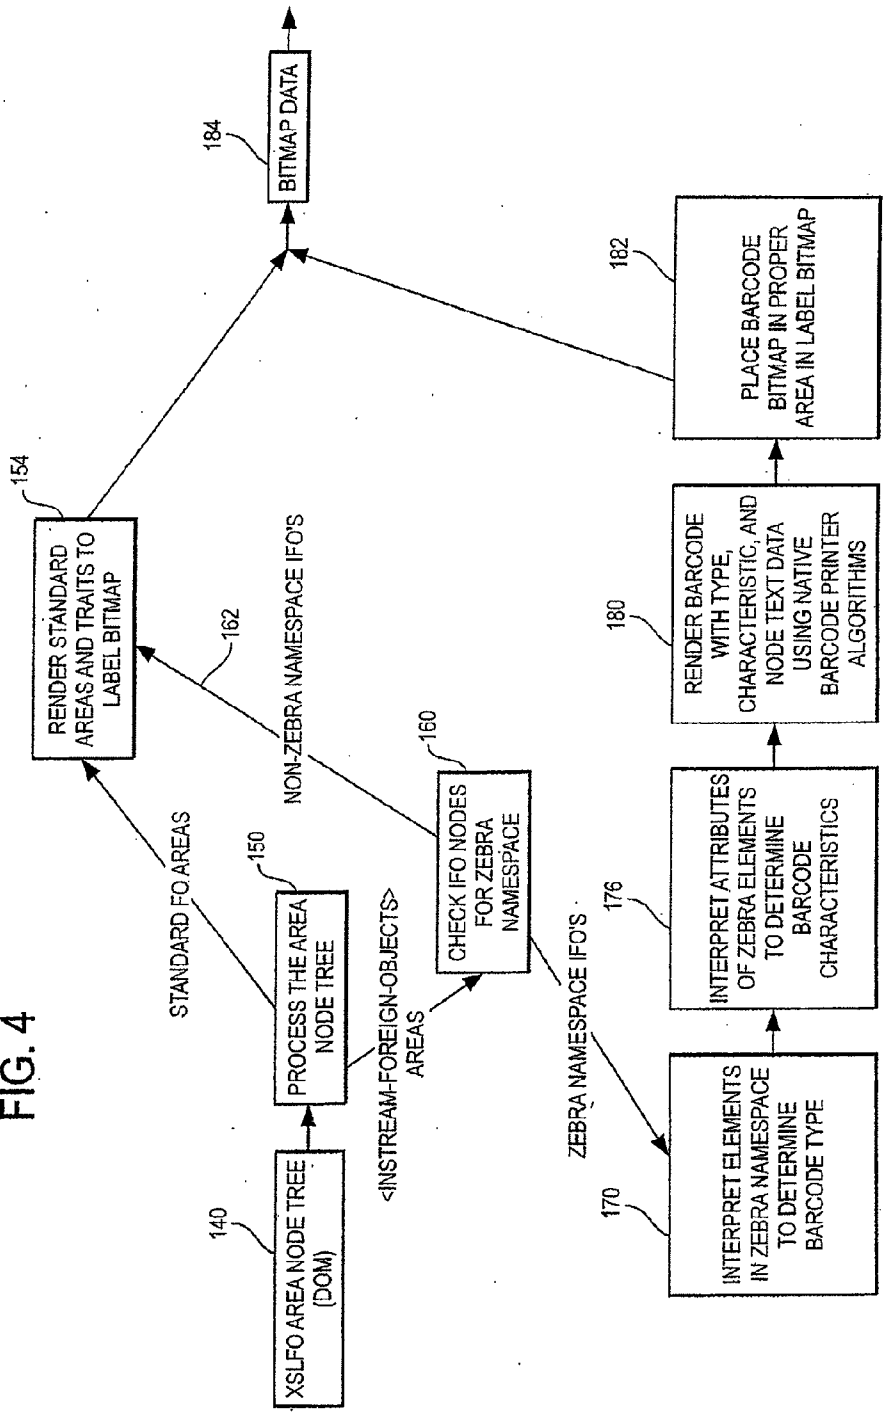 FIG. 4
140
XSLFO AREA NODE TREE
(DOM)
150
PROCESS THE AREA
NODE TREE
STANDARD FO AREAS
154
RENDER STANDARD
AREAS AND TRAITS TO
LABEL BITMAP
<INSTREAM-FOREIGN-OBJECTS>
AREAS
160
CHECK IFO NODES
FOR ZEBRA
NAMESPACE
162
NON-ZEBRA NAMESPACE IFO'S
ZEBRA NAMESPACE IFO'S
170
INTERPRET ELEMENTS
IN ZEBRA NAMESPACE
TO DETERMINE
BARCODE TYPE
176
INTERPRET ATTRIBUTES
OF ZEBRA ELEMENTS
TO DETERMINE
BARCODE
CHARACTERISTICS
180
RENDER BARCODE
WITH TYPE,
CHARACTERISTIC, AND
NODE TEXT DATA
USING NATIVE
BARCODE PRINTER
ALGORITHMS
182
PLACE BARCODE
BITMAP IN PROPER
AREA IN LABEL BITMAP
184
BITMAP DATA